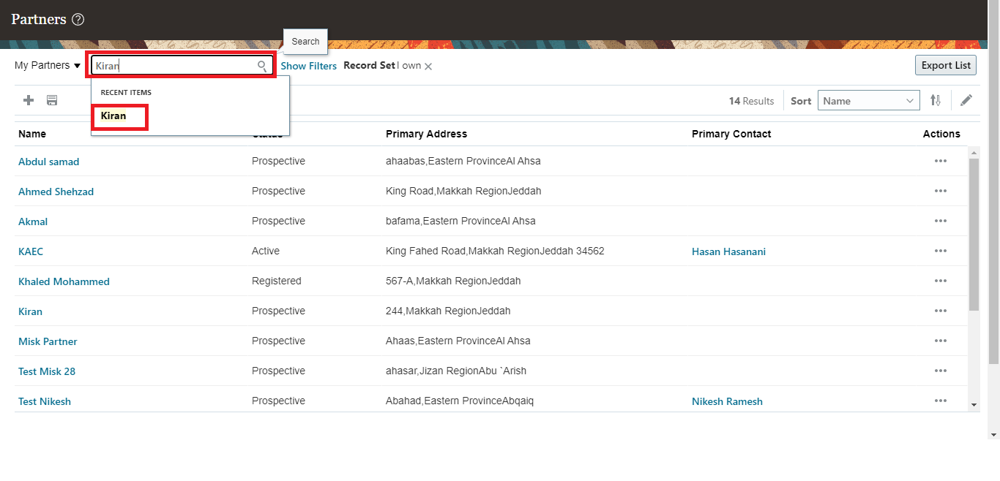 Partners ?
Search
My Partners Kiran Show Filters Record Set I own Export List
RECENT ITEMS
Kiran
14 Results Sort Name
Name Status Primary Address Primary Contact Actions
Abdul samad Prospective ahaabas,Eastern ProvinceAl Ahsa
Ahmed Shehzad Prospective King Road,Makkah RegionJeddah
Akmal Prospective bafama,Eastern ProvinceAl Ahsa
KAEC Active King Fahed Road,Makkah RegionJeddah 34562 Hasan Hasanani
Khaled Mohammed Registered 567-A,Makkah RegionJeddah
Kiran Prospective 244,Makkah RegionJeddah
Misk Partner Prospective Ahaas,Eastern ProvinceAl Ahsa
Test Misk 28 Prospective ahasar,Jizan RegionAbu `Arish
Test Nikesh Prospective Abahad,Eastern ProvinceAbqaiq Nikesh Ramesh